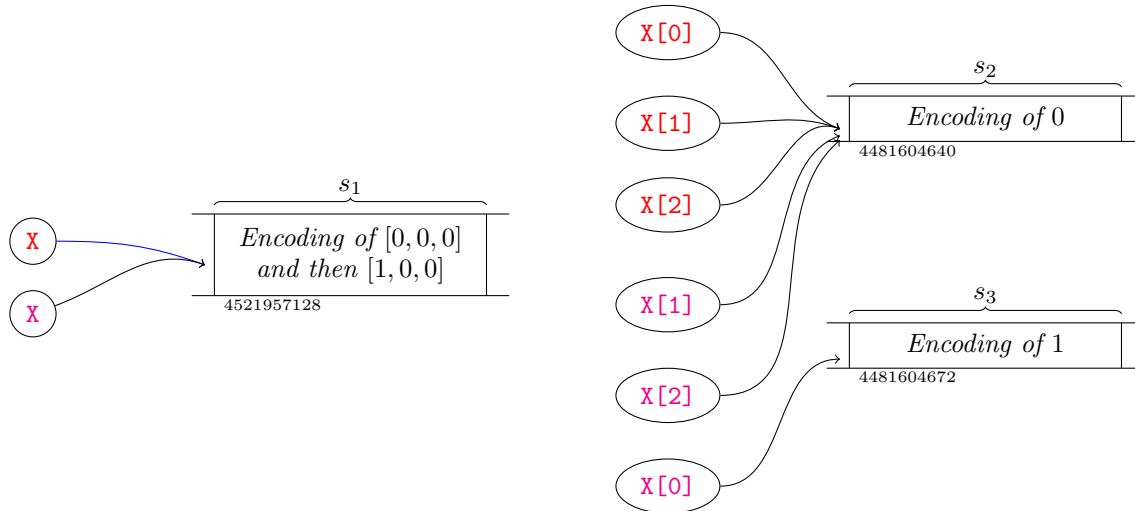 X
X
s1
Encoding of [0, 0, 0]
and then [1, 0, 0]
4521957128
X[0]
X[1]
X[2]
X[1]
X[2]
X[0]
s2
Encoding of 0
4481604640
s3
Encoding of 1
4481604672